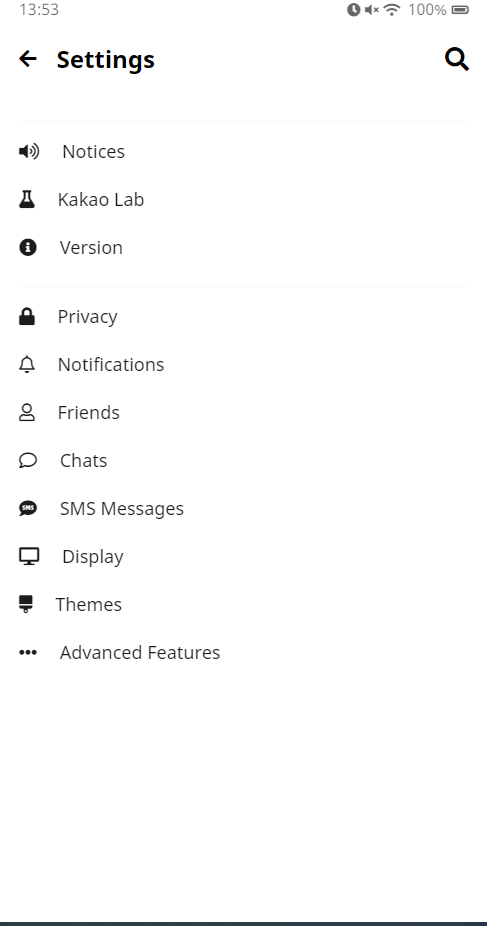 13:53 100%
Settings
Notices
Kakao Lab
Version
Privacy
Notifications
Friends
Chats
SMS SMS Messages
Display
Themes
Advanced Features